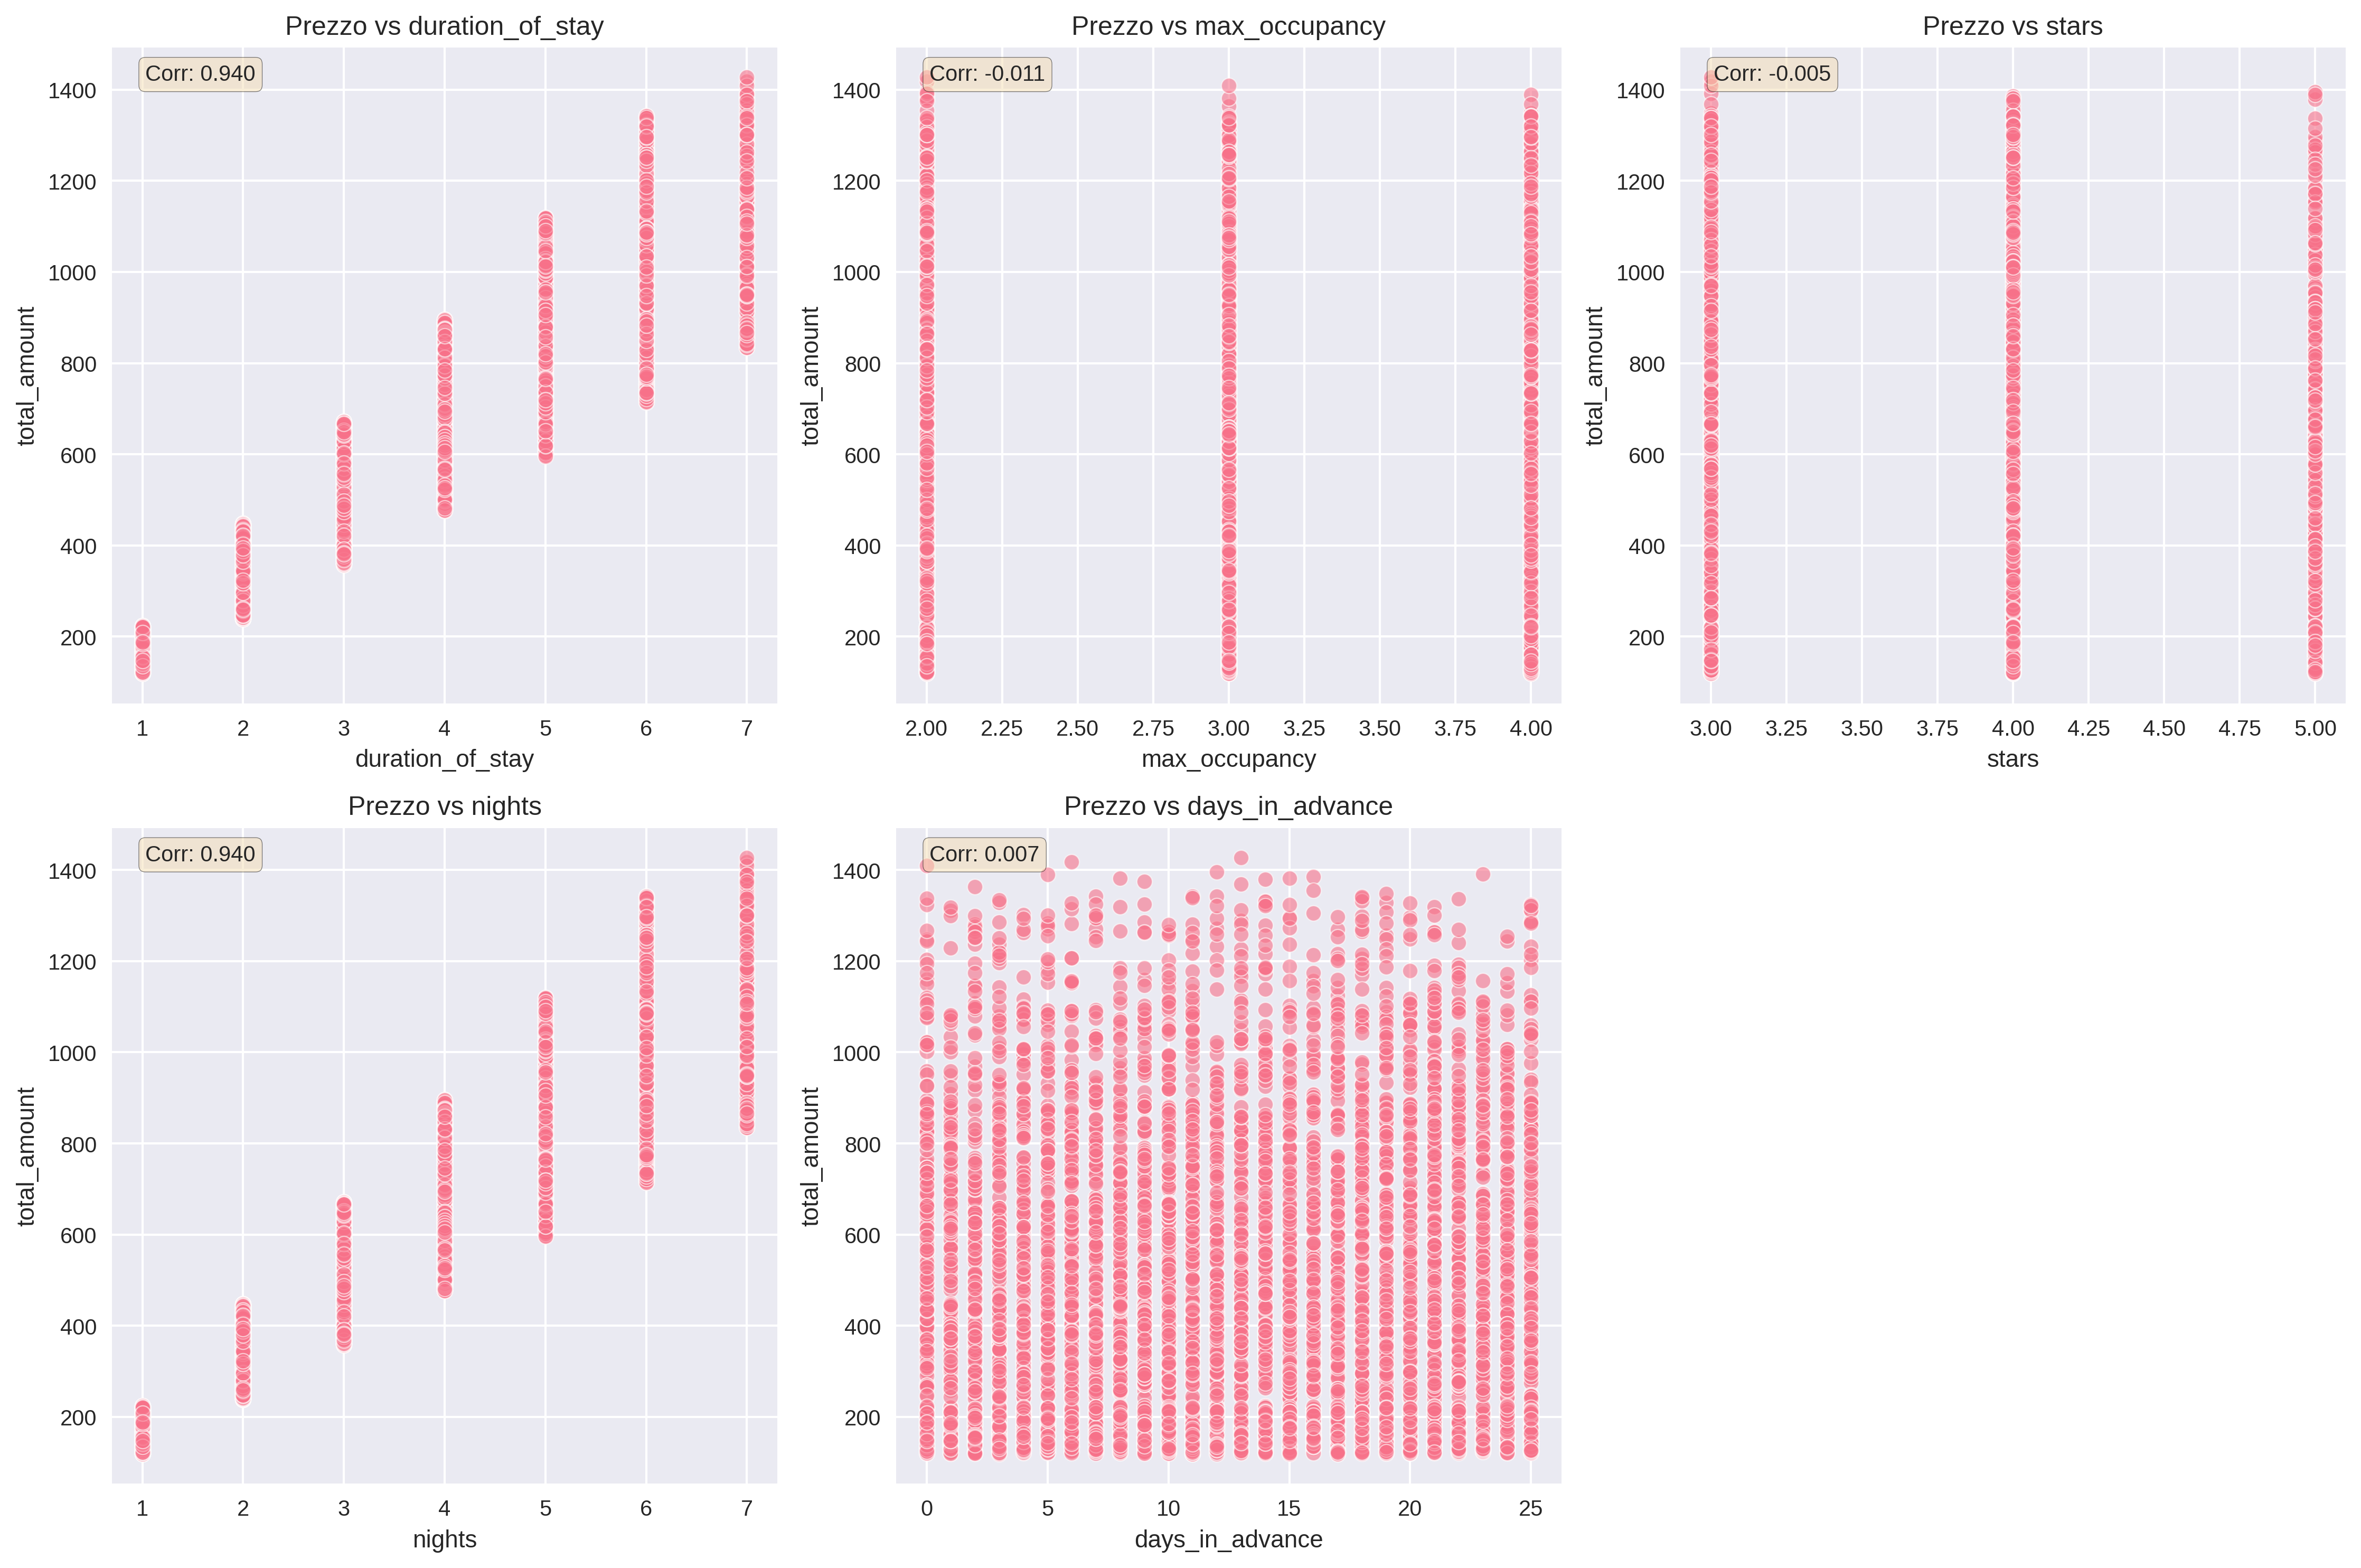 Prezzo vs duration_of_stay
Corr: 0.940
1400
1200
1000
800
600
400
200
total_amount
1 2 3 4 5 6 7
duration_of_stay
Prezzo vs max_occupancy
Corr: -0.011
1400
1200
1000
800
600
400
200
total_amount
2.00 2.25 2.50 2.75 3.00 3.25 3.50 3.75 4.00
max_occupancy
Prezzo vs stars
Corr: -0.005
1400
1200
1000
800
600
400
200
total_amount
3.00 3.25 3.50 3.75 4.00 4.25 4.50 4.75 5.00
stars
Prezzo vs nights
Corr: 0.940
1400
1200
1000
800
600
400
200
total_amount
1 2 3 4 5 6 7
nights
Prezzo vs days_in_advance
Corr: 0.007
1400
1200
1000
800
600
400
200
total_amount
0 5 10 15 20 25
days_in_advance